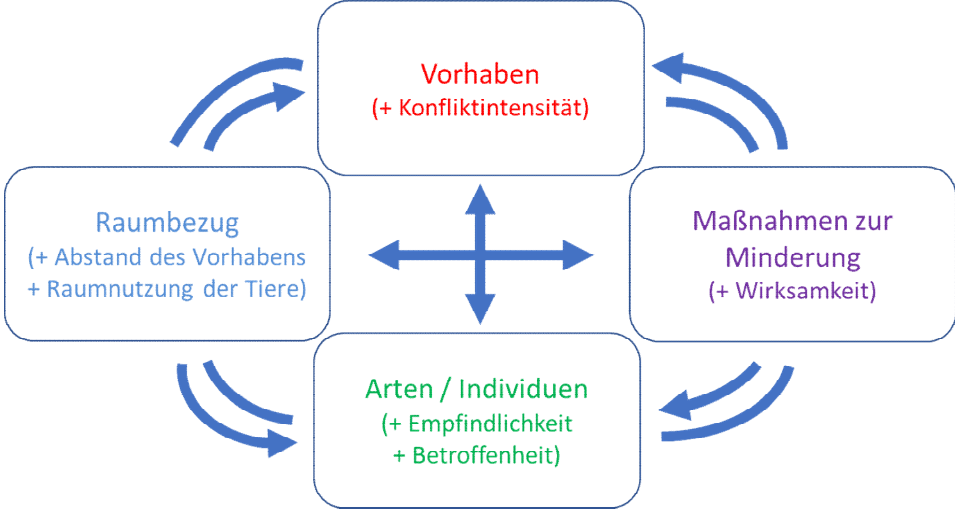 Vorhaben
(+ Konfliktintensität)
Raumbezug
(+ Abstand des Vorhabens
+ Raumnutzung der Tiere)
Maßnahmen zur
Minderung
(+ Wirksamkeit)
Arten / Individuen
(+ Empfindlichkeit
+ Betroffenheit)